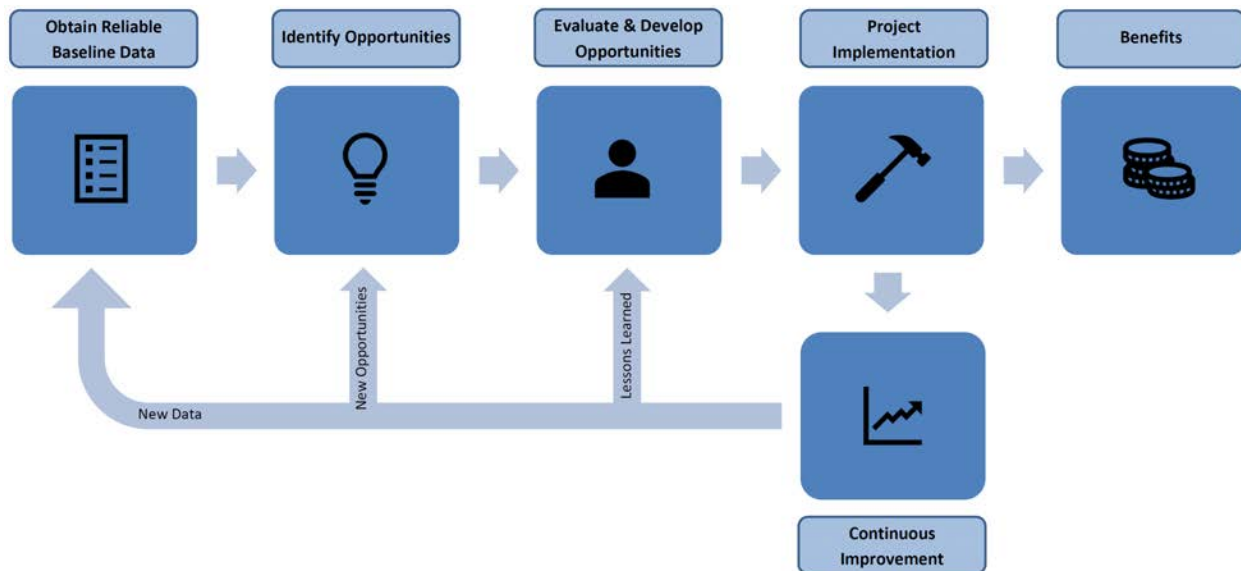 Obtain Reliable
Baseline Data
Identify Opportunities
Evaluate & Develop
Opportunities
Project
Implementation
Benefits
New Opportunities
Lessons Learned
New Data
Continuous
Improvement